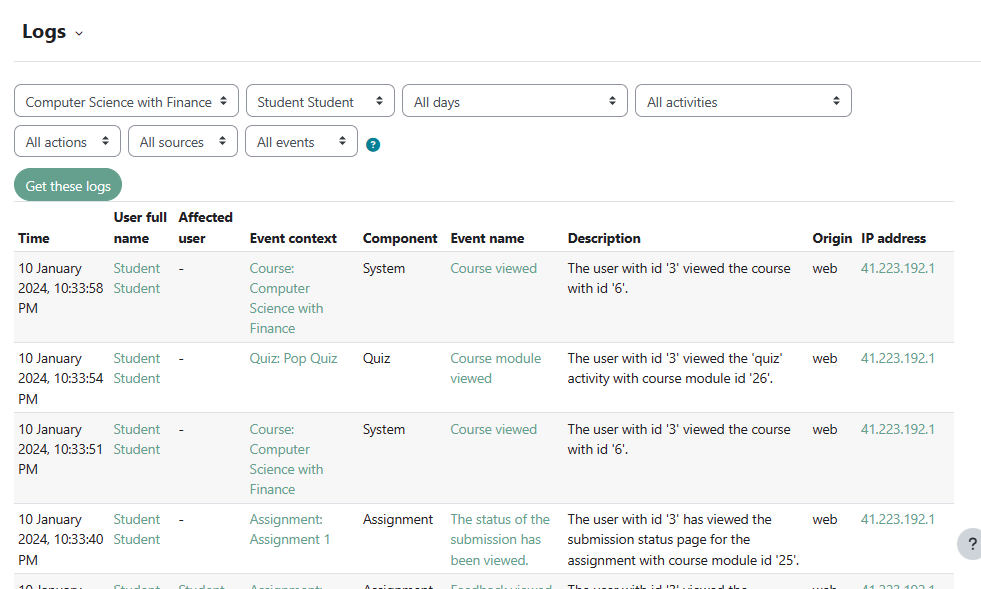 Logs
Computer Science with Finance Student Student All days All activities
All actions All sources All events ?
Get these logs
Time User full name Affected user Event context Component Event name Description Origin IP address
10 January 2024, 10:33:58 PM Student Student - Course: Computer Science with Finance System Course viewed The user with id '3' viewed the course with id '6'. web 41.223.192.1
10 January 2024, 10:33:54 PM Student Student - Quiz: Pop Quiz Quiz Course module viewed The user with id '3' viewed the 'quiz' activity with course module id '26'. web 41.223.192.1
10 January 2024, 10:33:51 PM Student Student - Course: Computer Science with Finance System Course viewed The user with id '3' viewed the course with id '6'. web 41.223.192.1
10 January 2024, 10:33:40 PM Student Student - Assignment: Assignment 1 Assignment The status of the submission has been viewed. The user with id '3' has viewed the submission status page for the assignment with course module id '25'. web 41.223.192.1
?
10 January Student Student Assignment: Assignment Feedback viewed The user with id '3' viewed the web 41.223.192.1